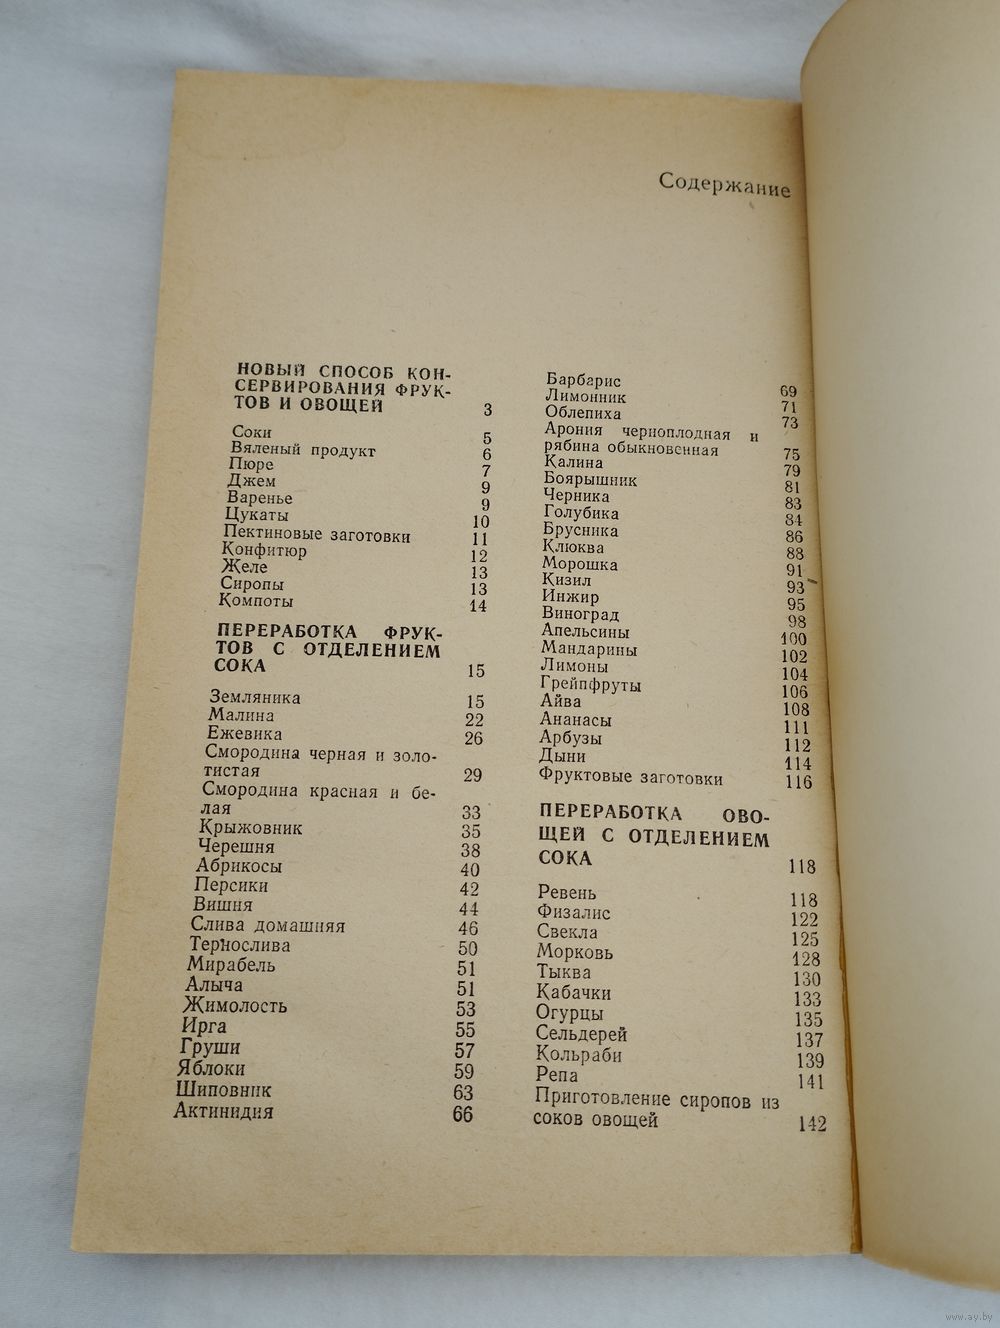 Содержание
НОВЫЙ СПОСОБ КОН-
СЕРВИРОВАНИЯ ФРУК-
ТОВ И ОВОЩЕЙ 3
Соки 5
Вяленый продукт 6
Пюре 7
Джем 9
Варенье 9
Цукаты 10
Пектиновые заготовки 11
Конфитюр 12
Желе 13
Сиропы 13
Компоты 14
ПЕРЕРАБОТКА ФРУК-
ТОВ С ОТДЕЛЕНИЕМ
СОКА 15
Земляника 15
Малина 22
Ежевика 26
Смородина черная и золо-
тистая 29
Смородина красная и бе-
лая 33
Крыжовник 35
Черешня 38
Абрикосы 40
Персики 42
Вишня 44
Слива домашняя 46
Тернослива 50
Мирабель 51
Алыча 51
Жимолость 53
Ирга 55
Груши 57
Яблоки 59
Шиповник 63
Актинидия 66
Барбарис 69
Лимонник 71
Облепиха 73
Арония черноплодная и
рябина обыкновенная 75
Калина 79
Боярышник 81
Черника 83
Голубика 84
Брусника 86
Клюква 88
Морошка 91
Кизил 93
Инжир 95
Виноград 98
Апельсины 100
Мандарины 102
Лимоны 104
Грейпфруты 106
Айва 108
Ананасы 111
Арбузы 112
Дыни 114
Фруктовые заготовки 116
ПЕРЕРАБОТКА ОВО-
ЩЕЙ С ОТДЕЛЕНИЕМ
СОКА 118
Ревень 118
Физалис 122
Свекла 125
Морковь 128
Тыква 130
Кабачки 133
Огурцы 135
Сельдерей 137
Кольраби 139
Репа 141
Приготовление сиропов из
соков овощей 142
www.ay.by